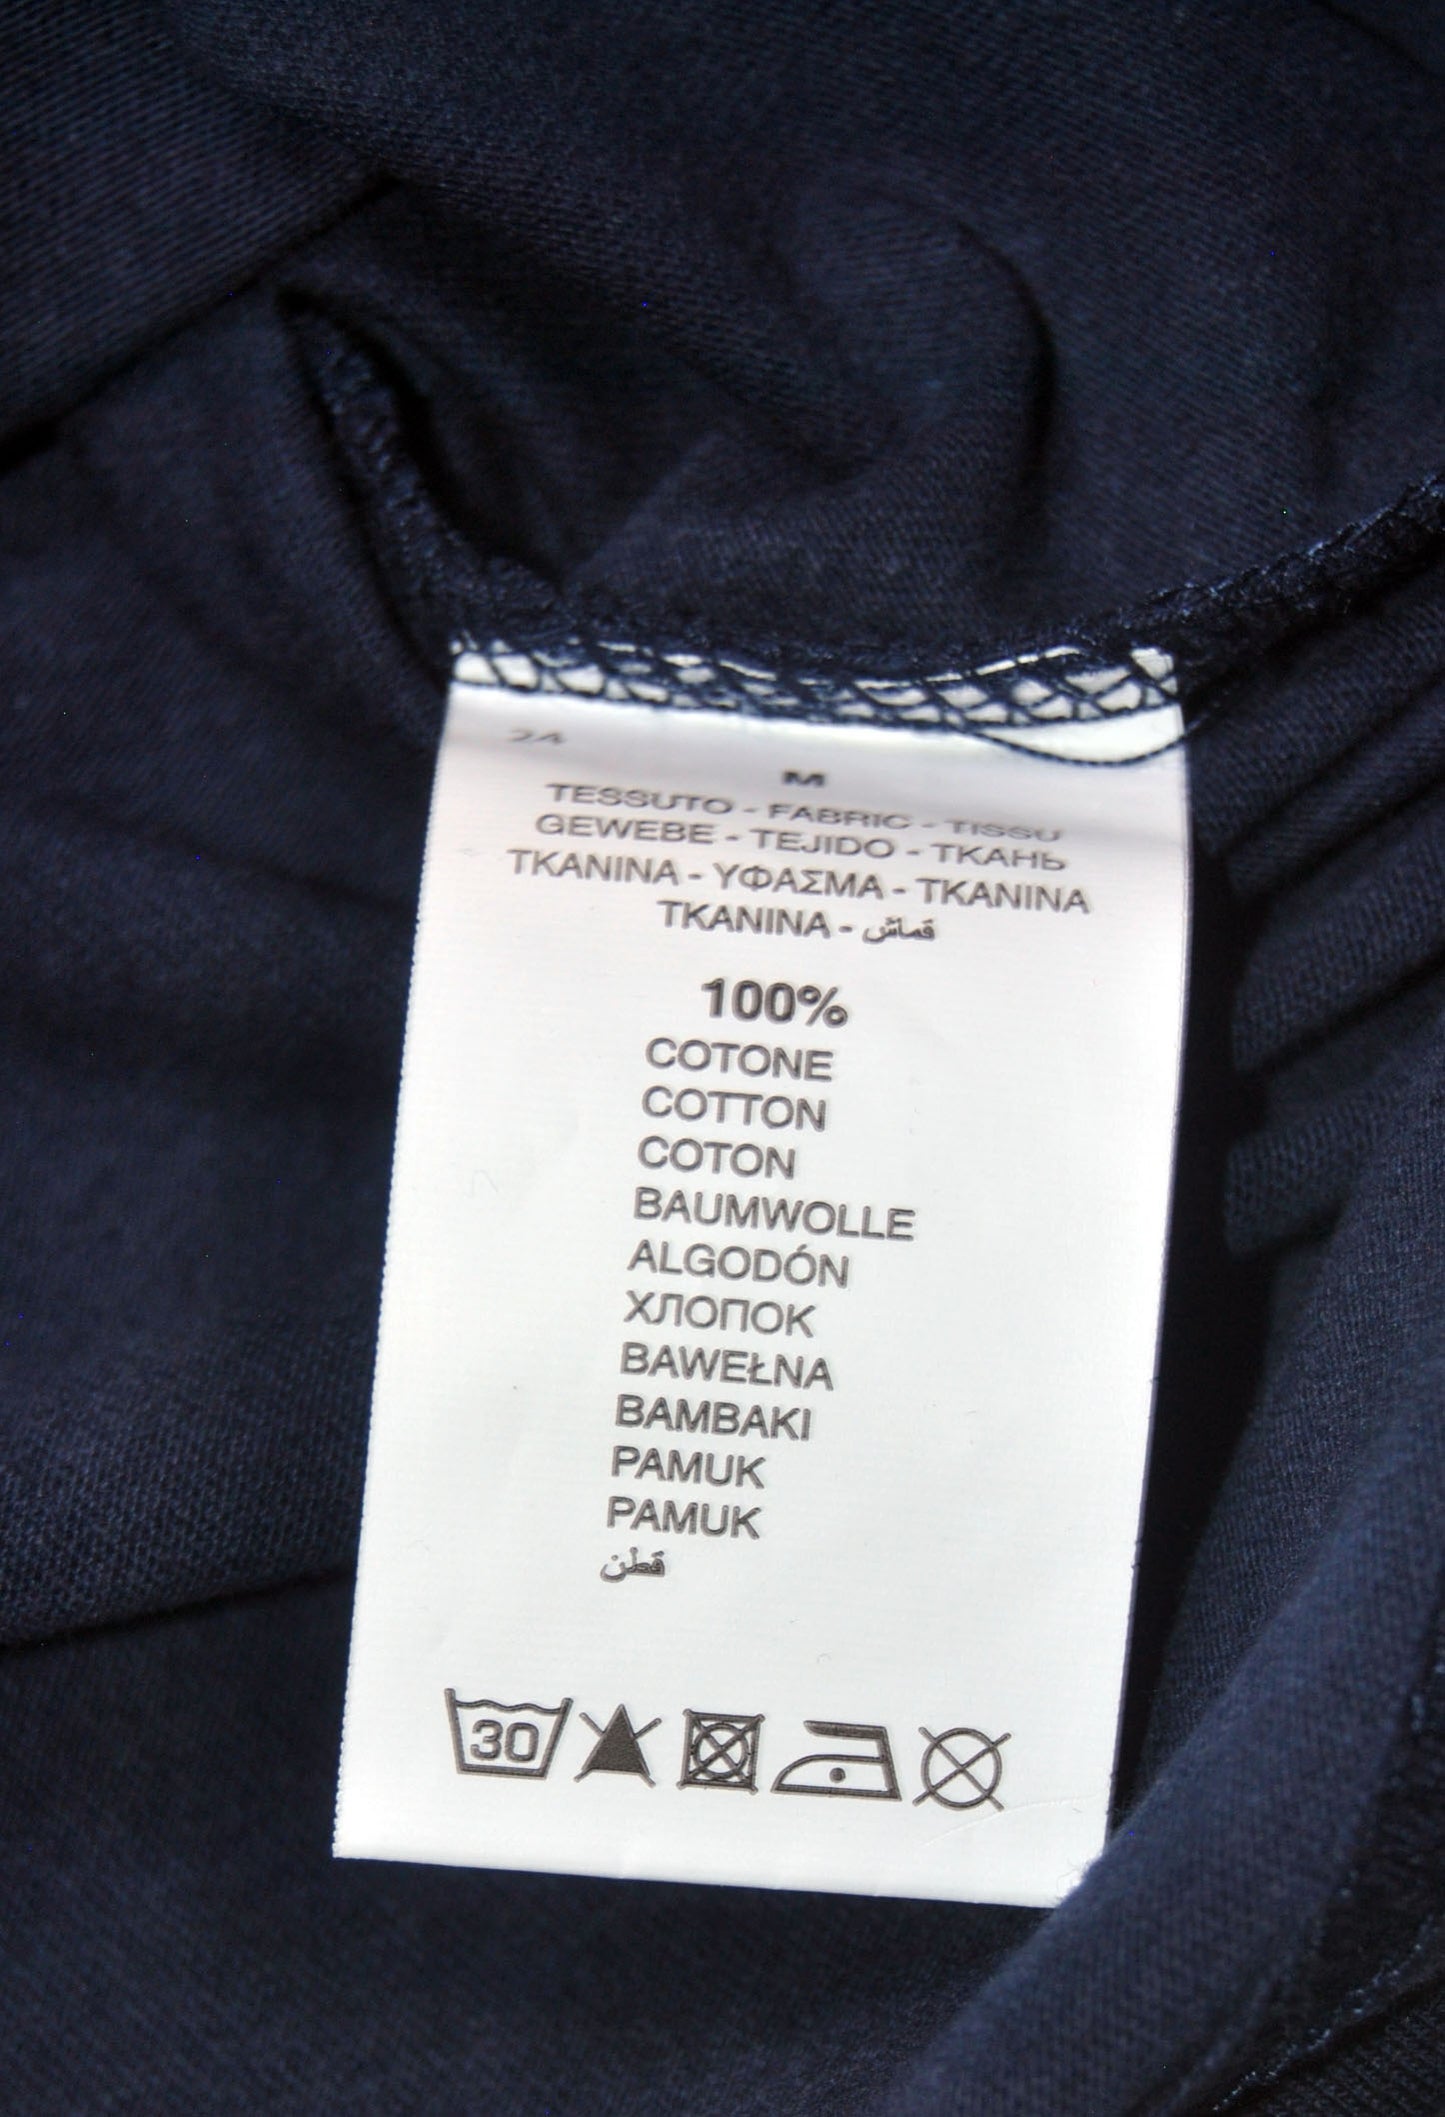 24
M
TESSUTO - FABRIC - TISSU
GEWEBE - TEJIDO - ТКАНЬ
TKANINA - ΥΦΑΣΜΑ - TKANINA
TKANINA - قماش
100%
COTONE
COTTON
COTON
BAUMWOLLE
ALGODÓN
ХЛОПОК
BAWEŁNA
BAMBAKI
PAMUK
PAMUK
قطن
30